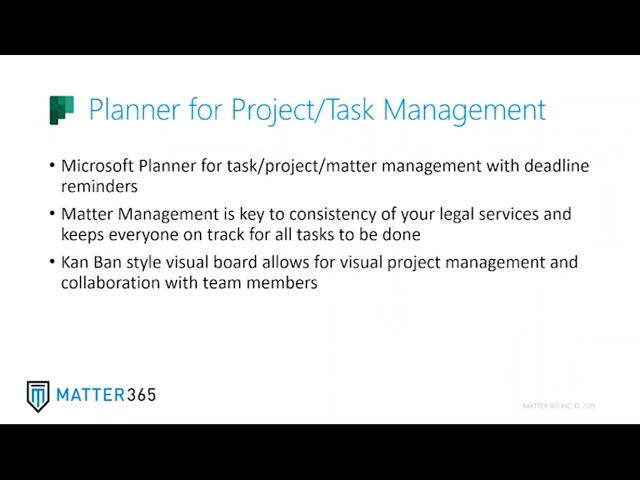 Planner for Project/Task Management
• Microsoft Planner for task/project/matter management with deadline
reminders
• Matter Management is key to consistency of your legal services and
keeps everyone on track for all tasks to be done
• Kan Ban style visual board allows for visual project management and
collaboration with team members
MATTER365
MATTER365 INC © 2019